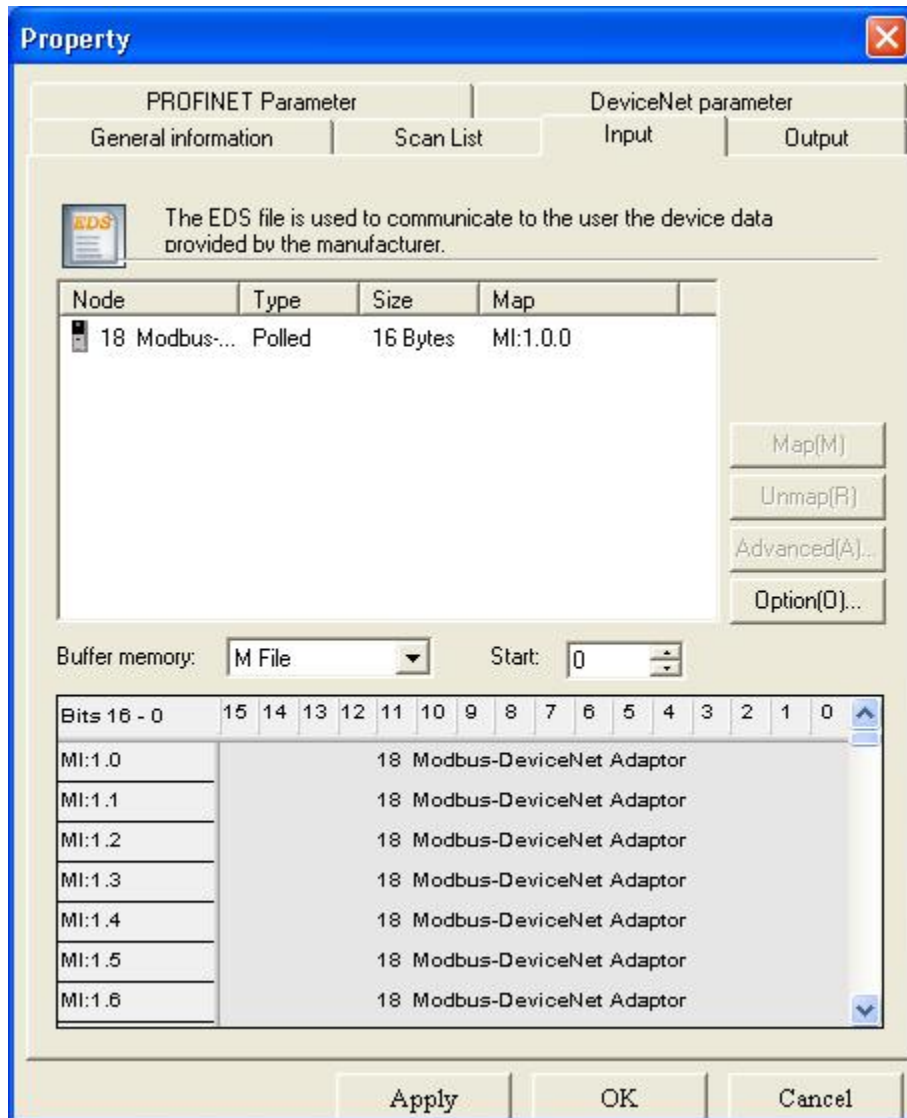 Property
PROFINET Parameter DeviceNet parameter
General information Scan List Input Output
EDS
The EDS file is used to communicate to the user the device data
provided by the manufacturer.
Node Type Size Map
18 Modbus-... Polled 16 Bytes MI:1.0.0
Map(M)
Unmap(R)
Advanced(A)...
Option(O)...
Buffer memory: M File Start: 0
Bits 16 - 0 15 14 13 12 11 10 9 8 7 6 5 4 3 2 1 0
MI:1.0 18 Modbus-DeviceNet Adaptor
MI:1.1 18 Modbus-DeviceNet Adaptor
MI:1.2 18 Modbus-DeviceNet Adaptor
MI:1.3 18 Modbus-DeviceNet Adaptor
MI:1.4 18 Modbus-DeviceNet Adaptor
MI:1.5 18 Modbus-DeviceNet Adaptor
MI:1.6 18 Modbus-DeviceNet Adaptor
Apply OK Cancel